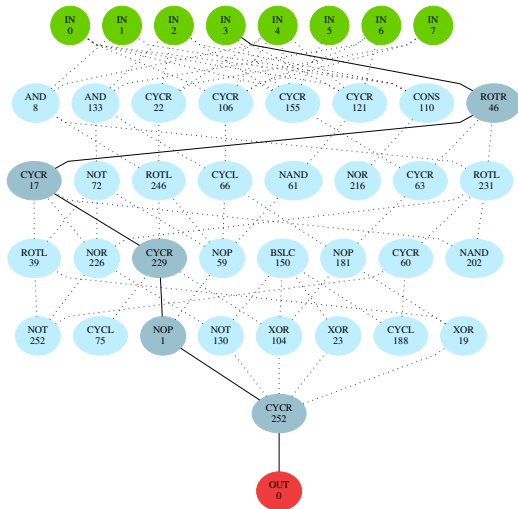 IN IN IN IN IN IN IN IN
0 1 2 3 4 5 6 7
AND AND CYCR CYCR CYCR CYCR CONS ROTR
8 133 22 106 155 121 110 46
CYCR NOT ROTL CYCL NAND NOR CYCR ROTL
17 72 246 66 61 216 63 231
ROTL NOR CYCR NOP BSLC NOP CYCR NAND
39 226 229 59 150 181 60 202
NOT CYCL NOP NOT XOR XOR CYCL XOR
252 75 1 130 104 23 188 19
CYCR
252
OUT
0